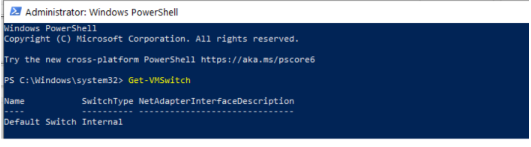 Administrator: Windows PowerShell
Windows PowerShell
Copyright (C) Microsoft Corporation. All rights reserved.
Try the new cross-platform PowerShell https://aka.ms/pscore6
PS C:\Windows\system32> Get-VMSwitch
Name SwitchType NetAdapterInterfaceDescription
---- ---------- ------------------------------
Default Switch Internal